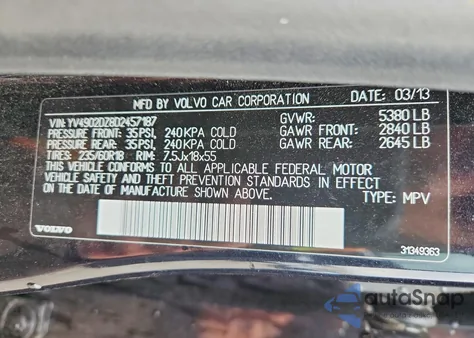 MFD BY VOLVO CAR CORPORATION DATE: 03/13
VIN: YV4902DZ8D2457187 GVWR: 5380 LB
PRESSURE FRONT: 35PSI, 240KPA COLD GAWR FRONT: 2840 LB
PRESSURE REAR: 35PSI, 240KPA COLD GAWR REAR: 2645 LB
TIRES: 235/60R18 RIM: 7.5Jx18x55
THIS VEHICLE CONFORMS TO ALL APPLICABLE FEDERAL MOTOR
VEHICLE SAFETY AND THEFT PREVENTION STANDARDS IN EFFECT
ON THE DATE OF MANUFACTURE SHOWN ABOVE. TYPE: MPV
VOLVO 31349363
autoSnap